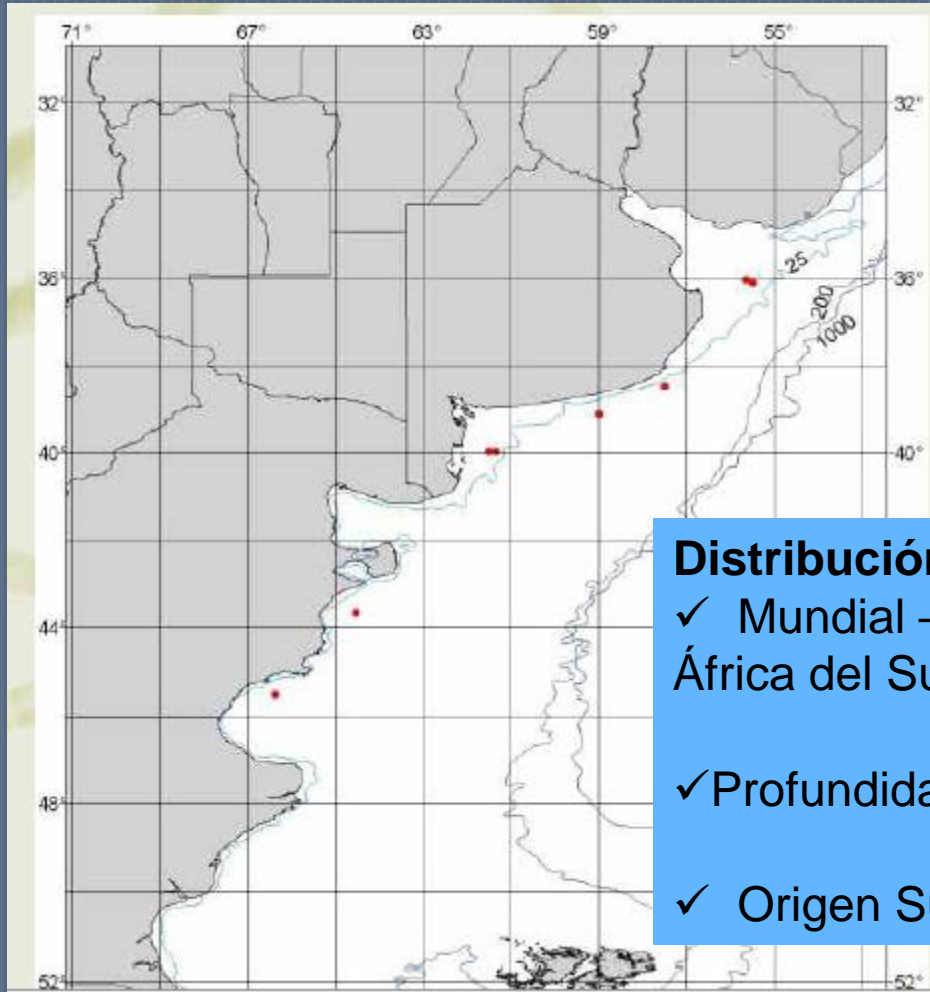 71° 67° 63° 59° 55°
32° 32°
25
36° 36°
200
1000
40° 40°
44°
48°
52° 52°
Distribución
✓ Mundial -
África del Su
✓Profundida
✓ Origen Su